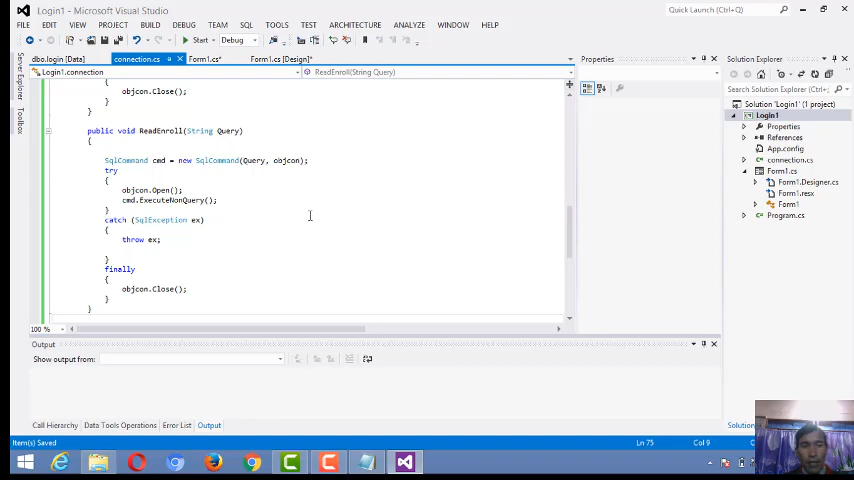 Login1 - Microsoft Visual Studio
Quick Launch (Ctrl+Q)
FILE EDIT VIEW PROJECT BUILD DEBUG TEAM SQL TOOLS TEST ARCHITECTURE ANALYZE WINDOW HELP
Start Debug
dbo.login [Data] connection.cs Form1.cs* Form1.cs [Design]*
Login1.connection ReadEnroll(String Query)
Server Explorer
Toolbox
objcon.Close();
}
}
public void ReadEnroll(String Query)
{
SqlCommand cmd = new SqlCommand(Query, objcon);
try
{
objcon.Open();
cmd.ExecuteNonQuery();
}
catch (SqlException ex)
{
throw ex;
}
finally
{
objcon.Close();
}
}
100 %
Properties
Solution Explorer
Search Solution Explorer (Ctrl+;
Solution 'Login1' (1 project)
Login1
Properties
References
App.config
connection.cs
Form1.cs
Form1.Designer.cs
Form1.resx
Form1
Program.cs
Output
Show output from:
Call Hierarchy Data Tools Operations Error List Output
Item(s) Saved Ln 75 Col 9